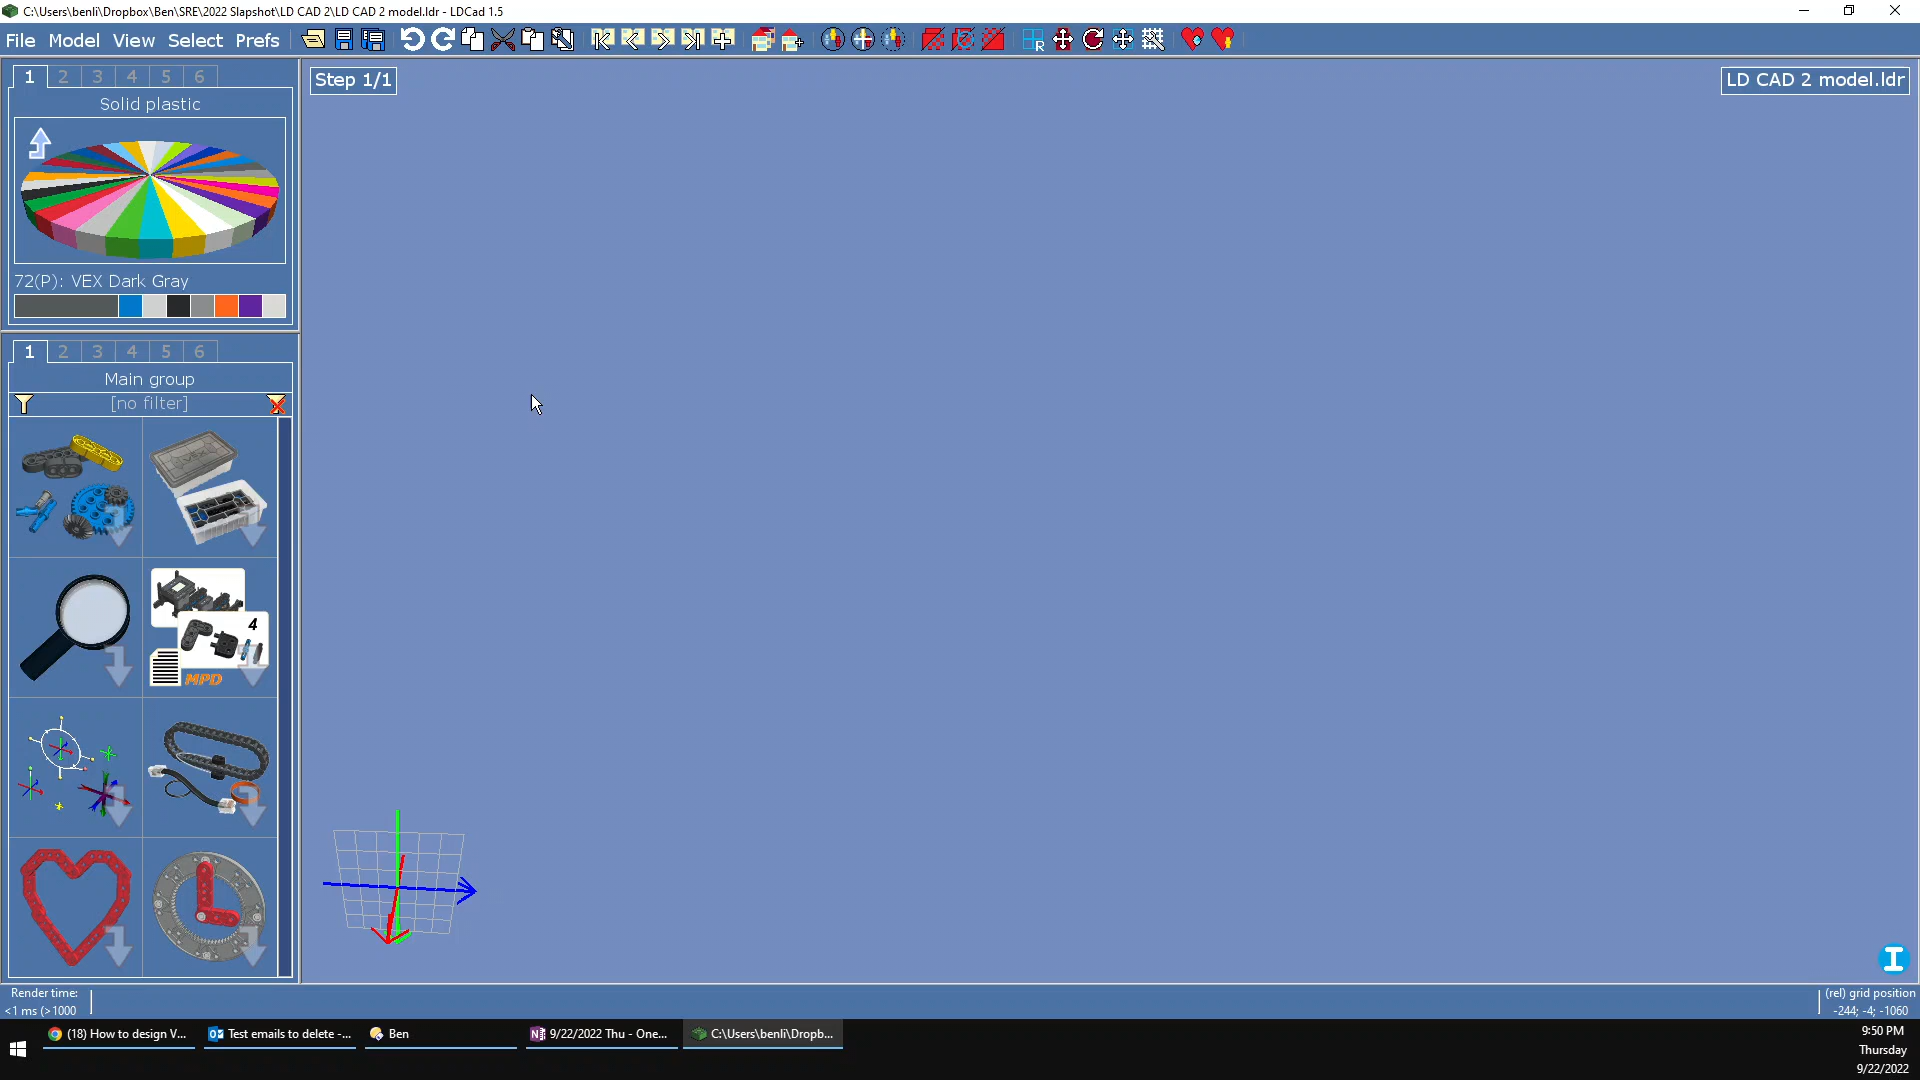 C:\Users\benli\Dropbox\Ben\SRE\2022 Slapshot\LD CAD 2\LD CAD 2 model.ldr - LDCad 1.5
File Model View Select Prefs
1 2 3 4 5 6
Solid plastic
72(P): VEX Dark Gray
Step 1/1
LD CAD 2 model.ldr
1 2 3 4 5 6
Main group
[no filter]
4
MPD
Render time:
<1 ms (>1000
(rel) grid position
-244; -4; -1060
(18) How to design V...
Test emails to delete -...
Ben
9/22/2022 Thu - One...
C:\Users\benli\Dropb...
9:50 PM
Thursday
9/22/2022